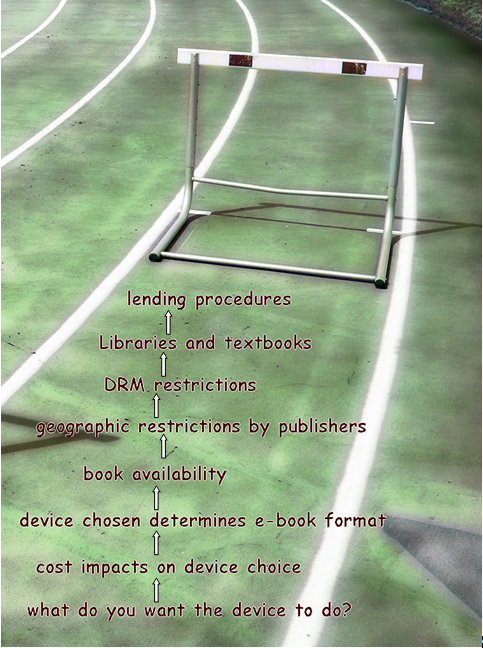 lending procedures
Libraries and textbooks
DRM restrictions
geographic restrictions by publishers
book availability
device chosen determines e-book format
cost impacts on device choice
what do you want the device to do?